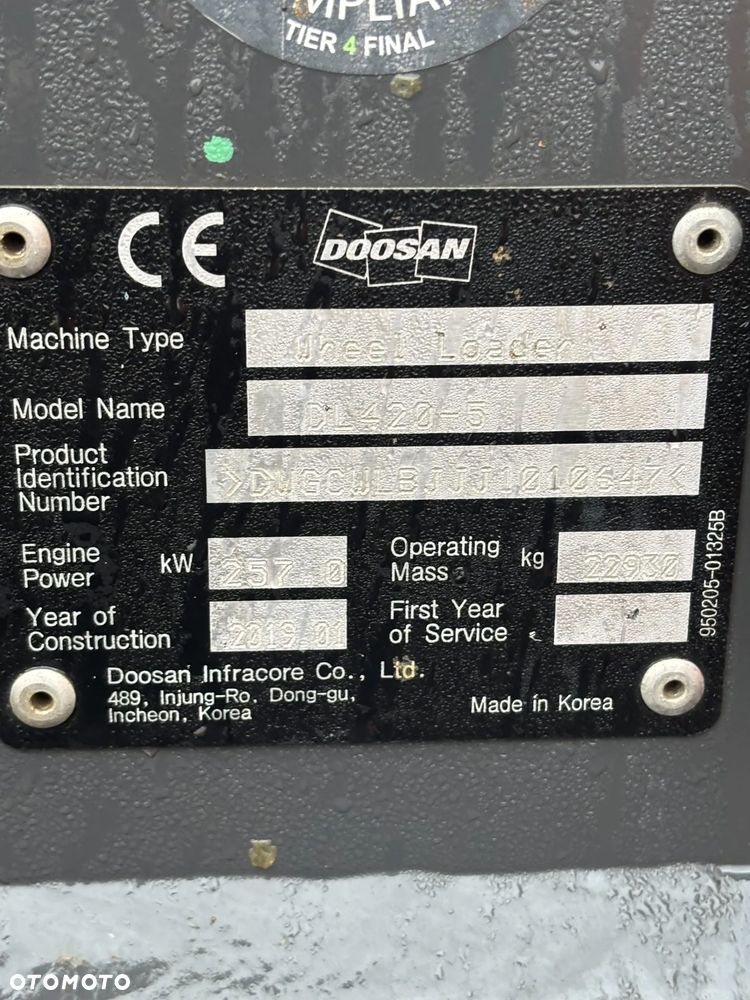 TIER 4 FINAL
CE DOOSAN
Machine Type Wheel Loader
Model Name DL420-5
Product
Identification
Number
Engine
Power kW 257 0
Operating
Mass kg 22930
Year of
Construction 2019 01
First Year
of Service
950205-01325B
Doosan Infracore Co., Ltd.
489, Injung-Ro, Dong-gu,
Incheon, Korea
Made in Korea
OTOMOTO